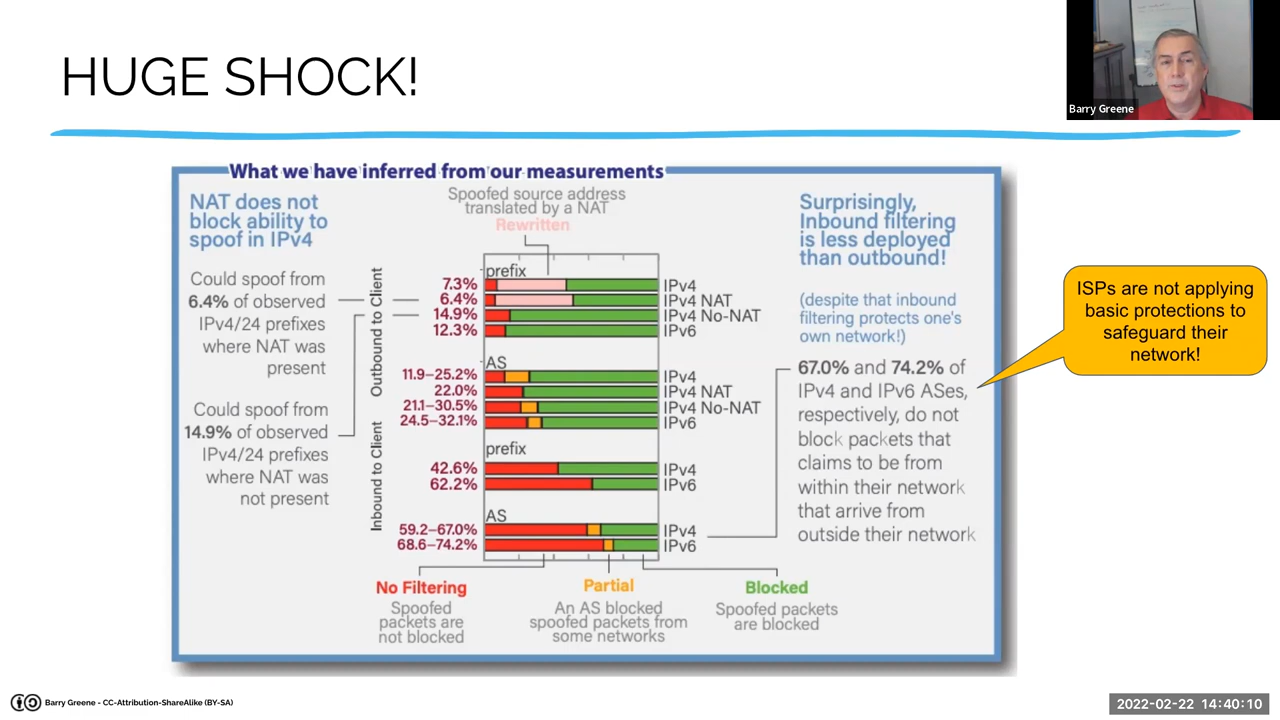 HUGE SHOCK!
Barry Greene
What we have inferred from our measurements
NAT does not
block ability to
spoof in IPv4
Could spoof from
6.4% of observed
IPv4/24 prefixes
where NAT was
present
Could spoof from
14.9% of observed
IPv4/24 prefixes
where NAT was
not present
Spoofed source address
translated by a NAT
Rewritten
Outbound to Client
prefix
7.3% IPv4
6.4% IPv4 NAT
14.9% IPv4 No-NAT
12.3% IPv6
AS
11.9–25.2% IPv4
22.0% IPv4 NAT
21.1–30.5% IPv4 No-NAT
24.5–32.1% IPv6
Inbound to Client
prefix
42.6% IPv4
62.2% IPv6
AS
59.2–67.0% IPv4
68.6–74.2% IPv6
No Filtering
Spoofed
packets are
not blocked
Partial
An AS blocked
spoofed packets from
some networks
Blocked
Spoofed packets
are blocked
Surprisingly,
Inbound filtering
is less deployed
than outbound!
(despite that inbound
filtering protects one's
own network!)
67.0% and 74.2% of
IPv4 and IPv6 ASes,
respectively, do not
block packets that
claims to be from
within their network
that arrive from
outside their network
ISPs are not applying
basic protections to
safeguard their
network!
Barry Greene - CC-Attribution-ShareAlike (BY-SA)
2022-02-22 14:40:10